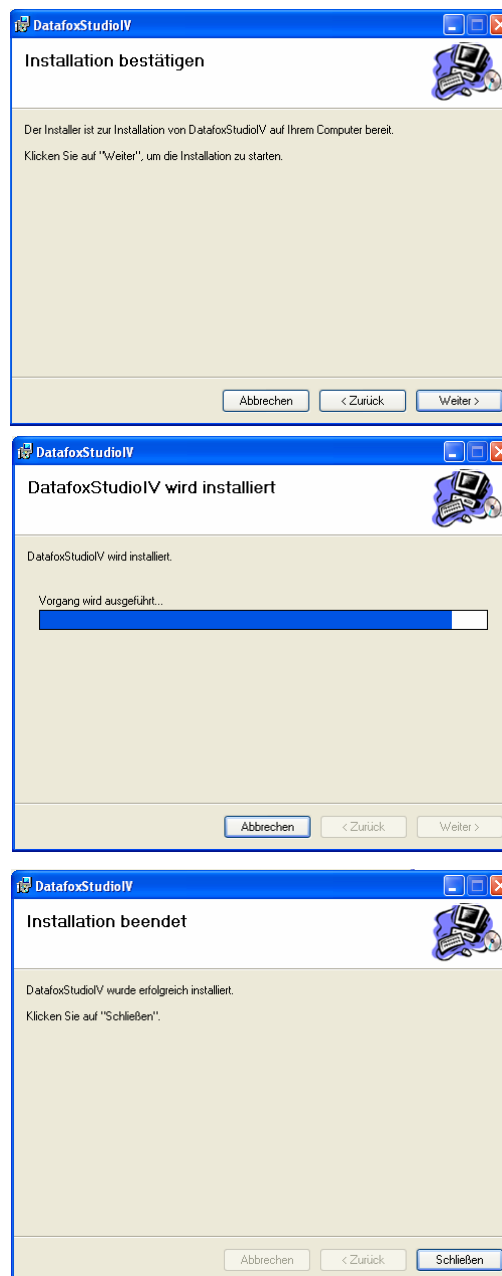 DatafoxStudioIV
Installation bestätigen
Der Installer ist zur Installation von DatafoxStudioIV auf Ihrem Computer bereit.
Klicken Sie auf "Weiter", um die Installation zu starten.
Abbrechen < Zurück Weiter >
DatafoxStudioIV
DatafoxStudioIV wird installiert
DatafoxStudioIV wird installiert.
Vorgang wird ausgeführt...
Abbrechen < Zurück Weiter >
DatafoxStudioIV
Installation beendet
DatafoxStudioIV wurde erfolgreich installiert.
Klicken Sie auf "Schließen".
Abbrechen < Zurück Schließen